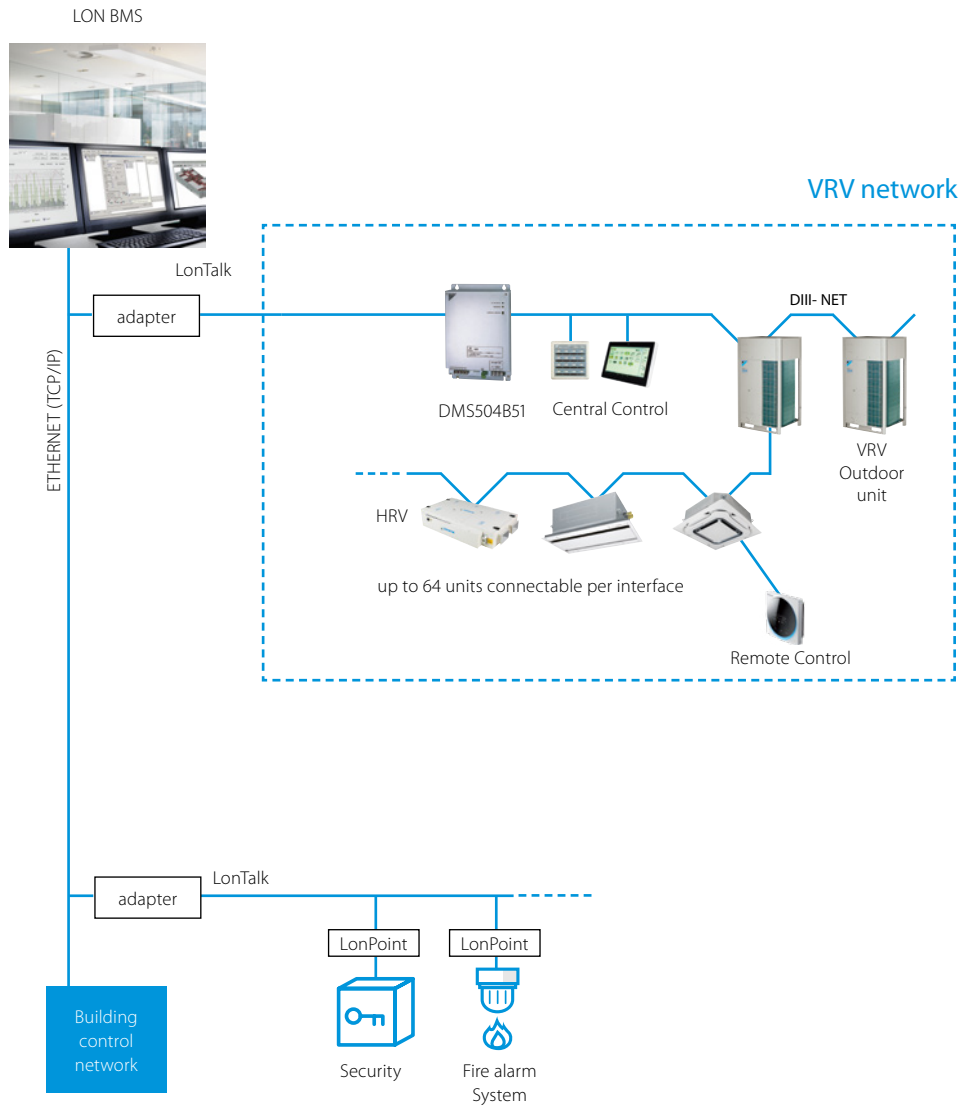 LON BMS
VRV network
LonTalk
adapter
DIII- NET
ETHERNET (TCP/IP)
DMS504B51
Central Control
VRV
Outdoor
unit
HRV
up to 64 units connectable per interface
Remote Control
LonTalk
adapter
LonPoint
LonPoint
Building
control
network
Security
Fire alarm
System